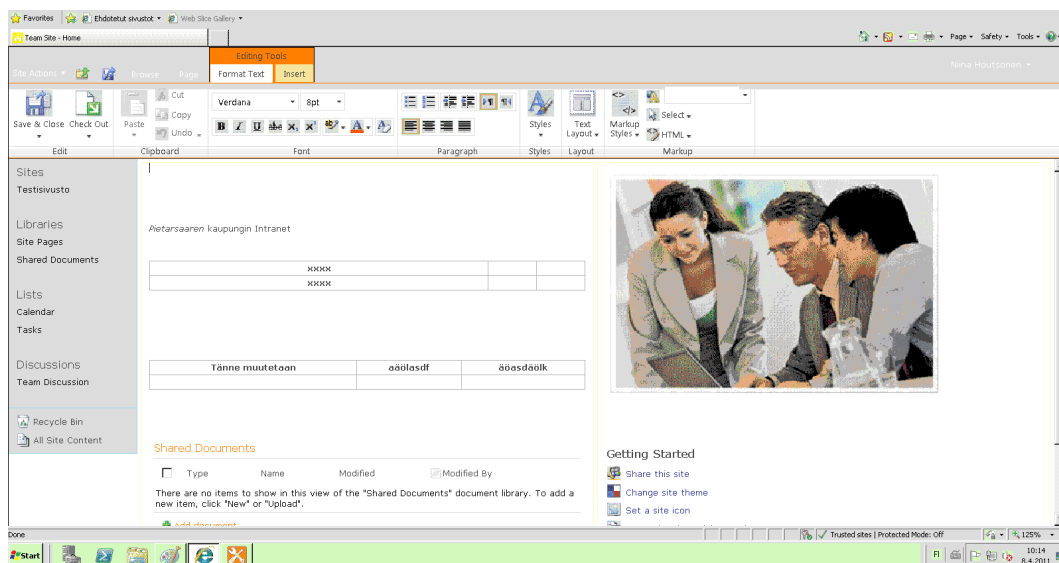 Favorites Ehdotetut sivustot Web Slice Gallery
Team Site - Home Page Safety Tools
Editing Tools
Site Actions Browse Page Format Text Insert Niina Houtsonen
Save & Close Check Out Paste Cut Copy Undo Verdana 8pt Styles Text Layout Markup Styles Select HTML
Edit Clipboard Font Paragraph Styles Layout Markup
Sites
Testisivusto
Libraries
Site Pages
Shared Documents
Lists
Calendar
Tasks
Discussions
Team Discussion
Recycle Bin
All Site Content
Pietarsaaren kaupungin Intranet
xxxx
xxxx
Tänne muutetaan aäölasdf äöasdäölk
Shared Documents
Type Name Modified Modified By
There are no items to show in this view of the "Shared Documents" document library. To add a
new item, click "New" or "Upload".
Add document
Getting Started
Share this site
Change site theme
Set a site icon
Done Trusted sites | Protected Mode: Off 125%
Start FI 10:14
8.4.2011